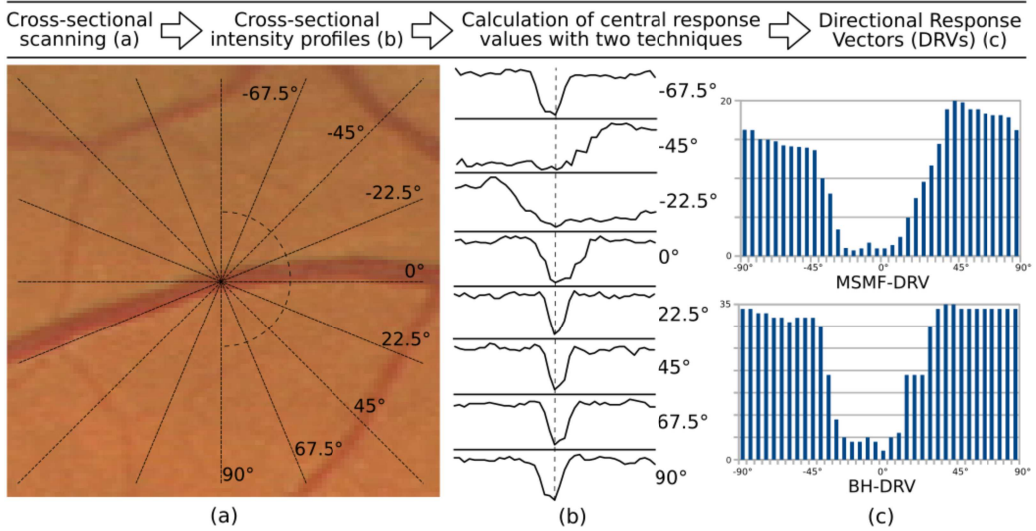 Cross-sectional
scanning (a)
Cross-sectional
intensity profiles (b)
Calculation of central response
values with two techniques
Directional Response
Vectors (DRVs) (c)
-67.5°
-45°
-22.5°
0°
22.5°
45°
67.5°
90°
(a)
-67.5°
-45°
-22.5°
0°
22.5°
45°
67.5°
90°
(b)
20
0
-90° -45° 0° 45° 90°
MSMF-DRV
35
0
-90° -45° 0° 45° 90°
BH-DRV
(c)